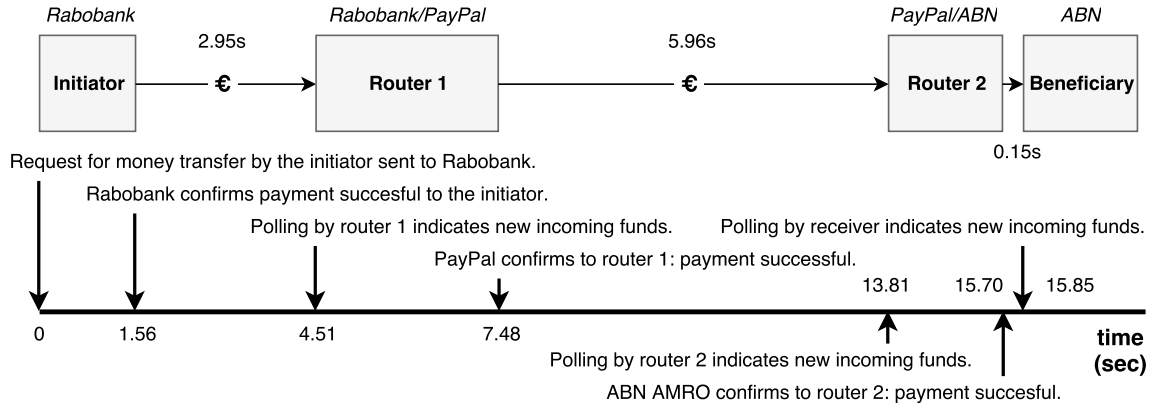 Rabobank
Rabobank/PayPal
PayPal/ABN
ABN
2.95s
5.96s
Initiator
€
Router 1
€
Router 2
Beneficiary
0.15s
Request for money transfer by the initiator sent to Rabobank.
Rabobank confirms payment succesful to the initiator.
Polling by router 1 indicates new incoming funds.
Polling by receiver indicates new incoming funds.
PayPal confirms to router 1: payment successful.
13.81
15.70
15.85
0
1.56
4.51
7.48
time
(sec)
Polling by router 2 indicates new incoming funds.
ABN AMRO confirms to router 2: payment succesful.